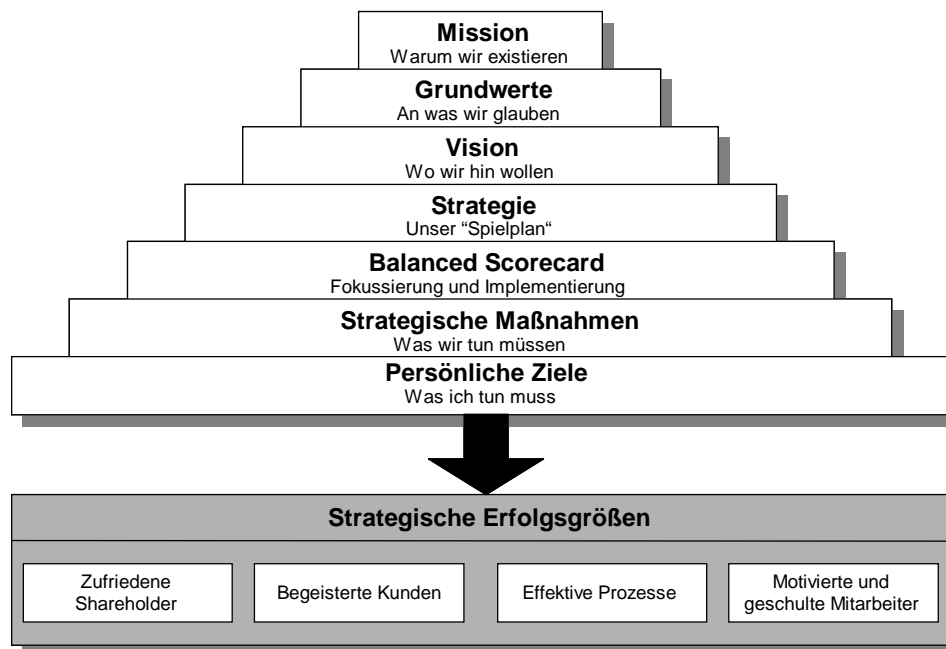 Mission
Warum wir existieren
Grundwerte
An was wir glauben
Vision
Wo wir hin wollen
Strategie
Unser “Spielplan“
Balanced Scorecard
Fokussierung und Implementierung
Strategische Maßnahmen
Was wir tun müssen
Persönliche Ziele
Was ich tun muss
Strategische Erfolgsgrößen
Zufriedene
Shareholder
Begeisterte Kunden
Effektive Prozesse
Motivierte und
geschulte Mitarbeiter